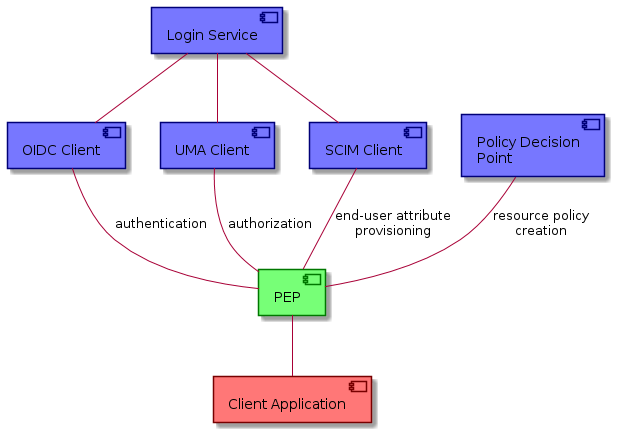 Login Service
OIDC Client
UMA Client
SCIM Client
Policy Decision
Point
authentication
authorization
end-user attribute
provisioning
resource policy
creation
PEP
Client Application